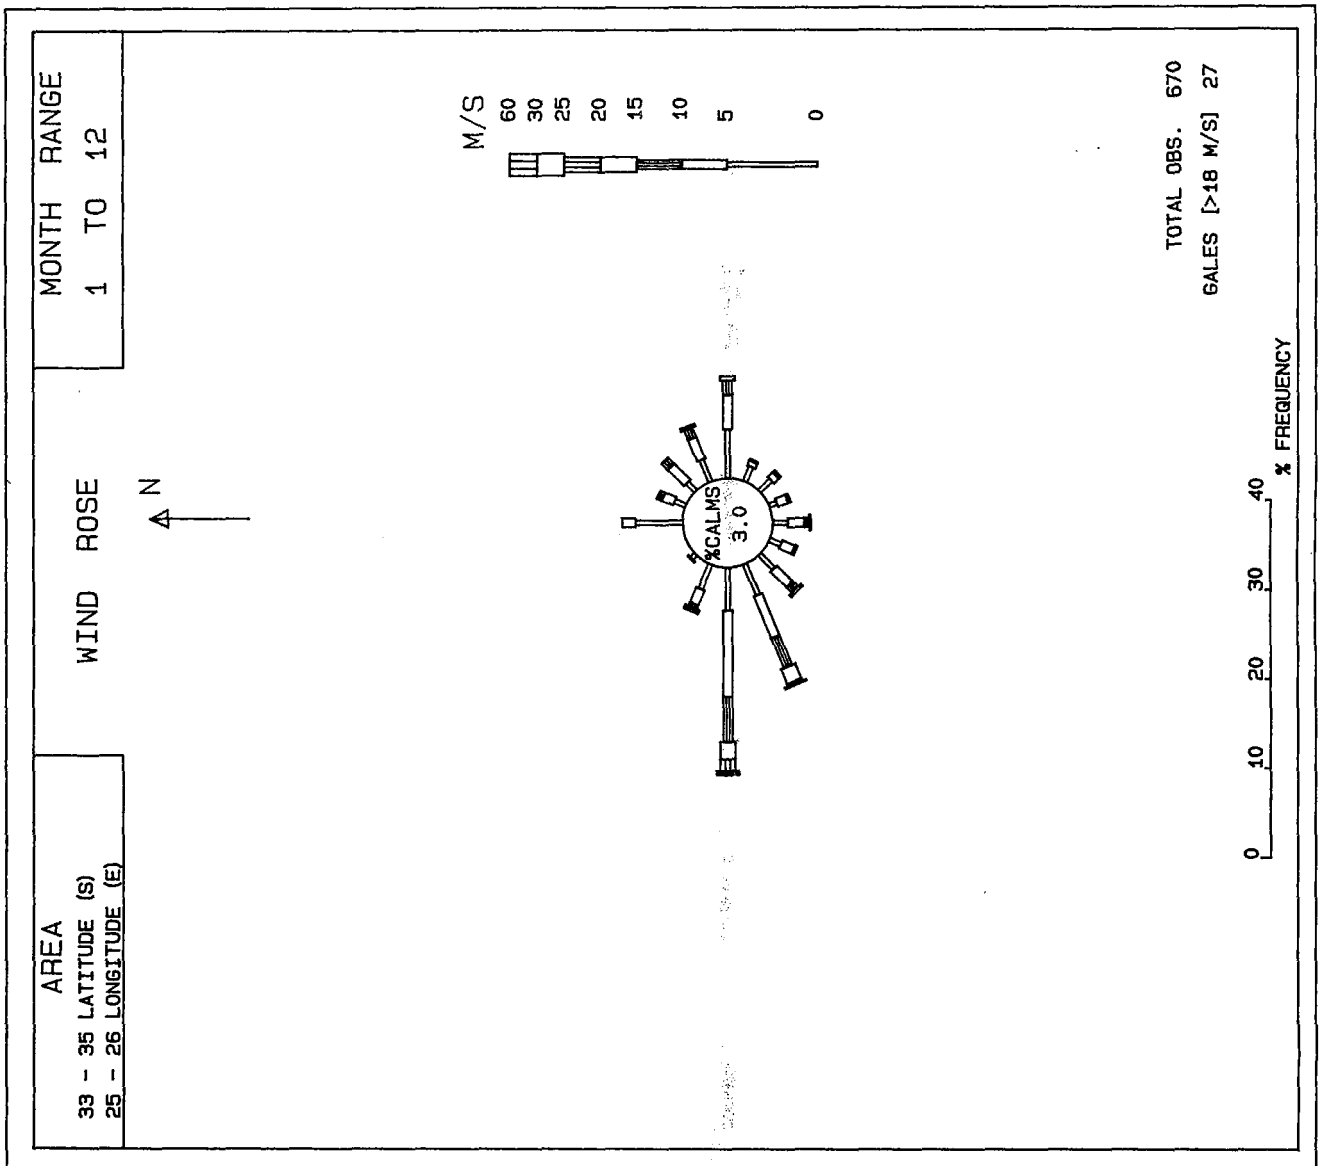 AREA
33 - 35 LATITUDE (S)
25 - 26 LONGITUDE (E)
WIND ROSE
MONTH RANGE
1 TO 12
N
M/S
60
30
25
20
15
10
5
0
%CALMS
3.0
TOTAL OBS. 670
GALES [>18 M/S] 27
0 10 20 30 40
% FREQUENCY